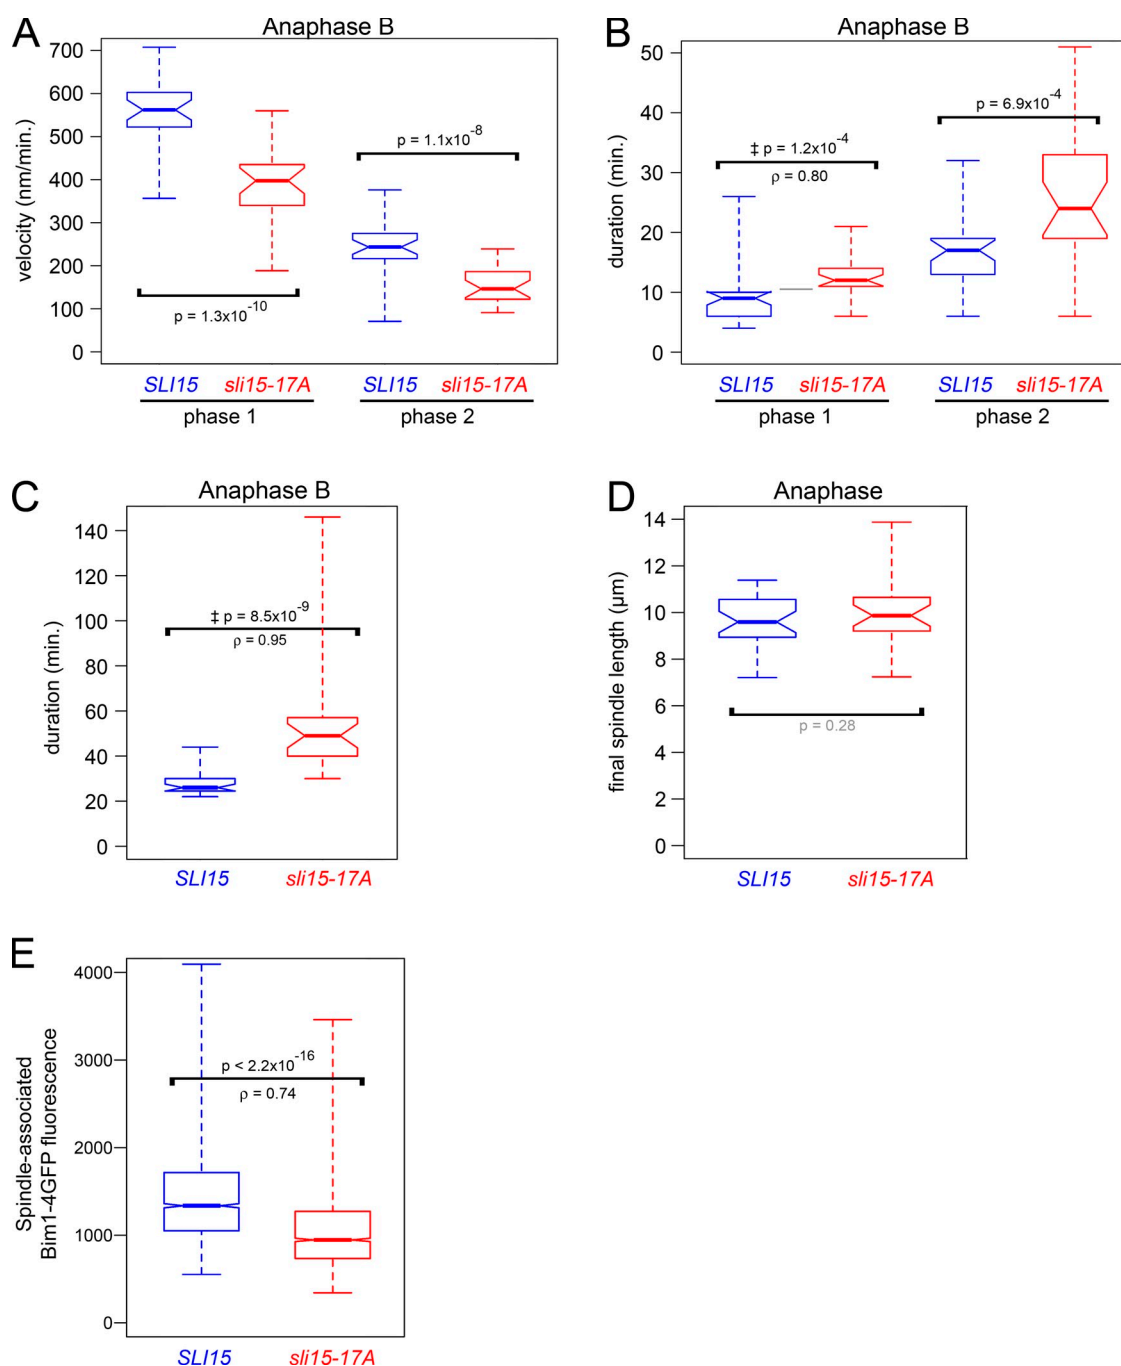 A
Anaphase B
velocity (nm/min.)
700
600
500
400
300
200
100
0
p = 1.3x10-10
p = 1.1x10-8
SLI15 sli15-17A SLI15 sli15-17A
phase 1 phase 2
B
Anaphase B
duration (min.)
50
40
30
20
10
0
‡ p = 1.2x10-4
ρ = 0.80
p = 6.9x10-4
SLI15 sli15-17A SLI15 sli15-17A
phase 1 phase 2
C
Anaphase B
duration (min.)
140
120
100
80
60
40
20
0
‡ p = 8.5x10-9
ρ = 0.95
SLI15 sli15-17A
D
Anaphase
final spindle length (μm)
14
12
10
8
6
4
2
0
p = 0.28
SLI15 sli15-17A
E
Spindle-associated
Bim1-4GFP fluorescence
4000
3000
2000
1000
0
p < 2.2x10-16
ρ = 0.74
SLI15 sli15-17A